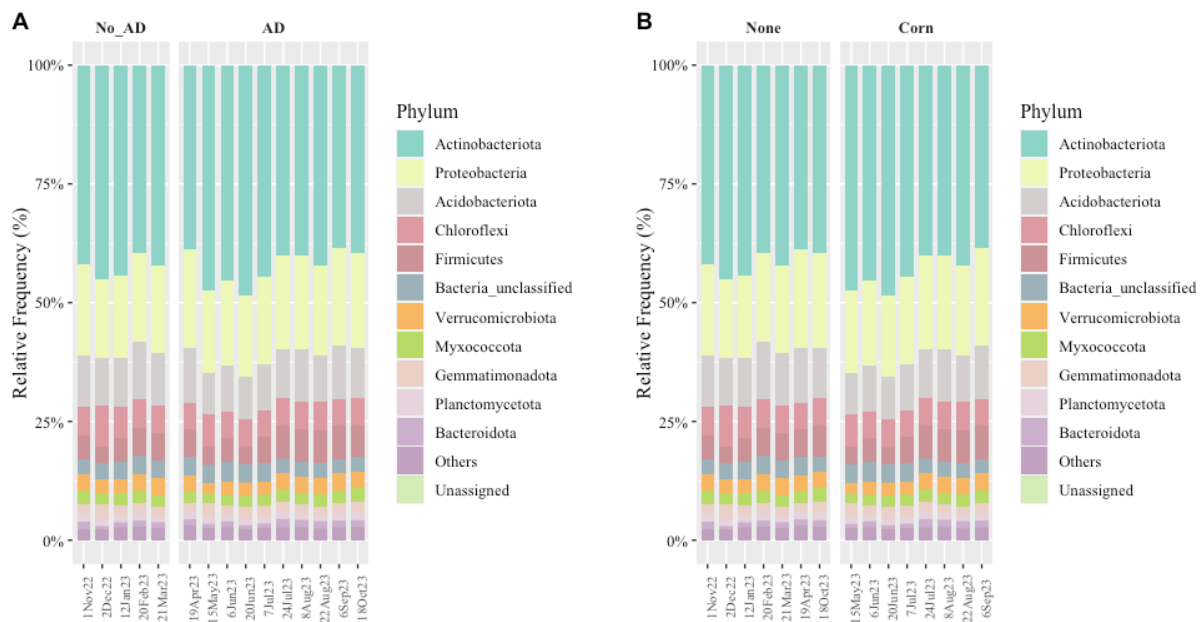 A
No_AD
AD
100%
75%
50%
25%
0%
Relative Frequency (%)
1Nov22
2Dec22
12Jan23
20Feb23
21Mar23
19Apr23
15May23
6Jun23
20Jun23
7Jul23
24Jul23
8Aug23
22Aug23
6Sep23
18Oct23
Phylum
Actinobacteriota
Proteobacteria
Acidobacteriota
Chloroflexi
Firmicutes
Bacteria_unclassified
Verrucomicrobiota
Myxococcota
Gemmatimonadota
Planctomycetota
Bacteroidota
Others
Unassigned
B
None
Corn
100%
75%
50%
25%
0%
Relative Frequency (%)
1Nov22
2Dec22
12Jan23
20Feb23
21Mar23
19Apr23
18Oct23
15May23
6Jun23
20Jun23
7Jul23
24Jul23
8Aug23
22Aug23
6Sep23
Phylum
Actinobacteriota
Proteobacteria
Acidobacteriota
Chloroflexi
Firmicutes
Bacteria_unclassified
Verrucomicrobiota
Myxococcota
Gemmatimonadota
Planctomycetota
Bacteroidota
Others
Unassigned